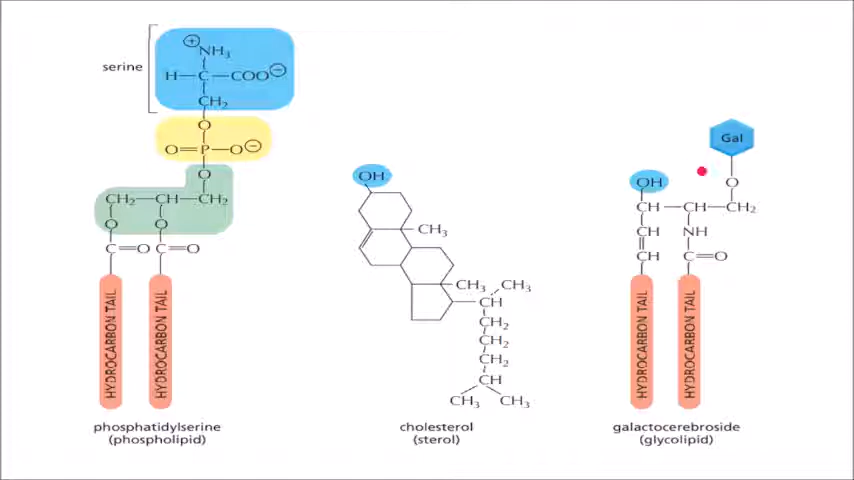 serine
⊕
NH₃
H—C—COO⊖
CH₂
O
O=P—O⊖
O
CH₂—CH—CH₂
O O
C=O C=O
HYDROCARBON TAIL
HYDROCARBON TAIL
phosphatidylserine
(phospholipid)
OH
CH₃
CH₃ CH₃
CH
CH₂
CH₂
CH₂
CH
CH₃ CH₃
cholesterol
(sterol)
Gal
OH O
CH—CH—CH₂
CH NH
CH C=O
HYDROCARBON TAIL
HYDROCARBON TAIL
galactocerebroside
(glycolipid)